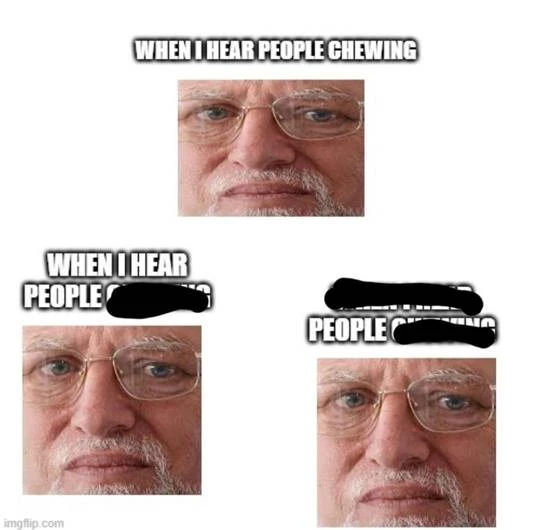 WHEN I HEAR PEOPLE CHEWING
WHEN I HEAR
PEOPLE
PEOPLE
imgflip.com